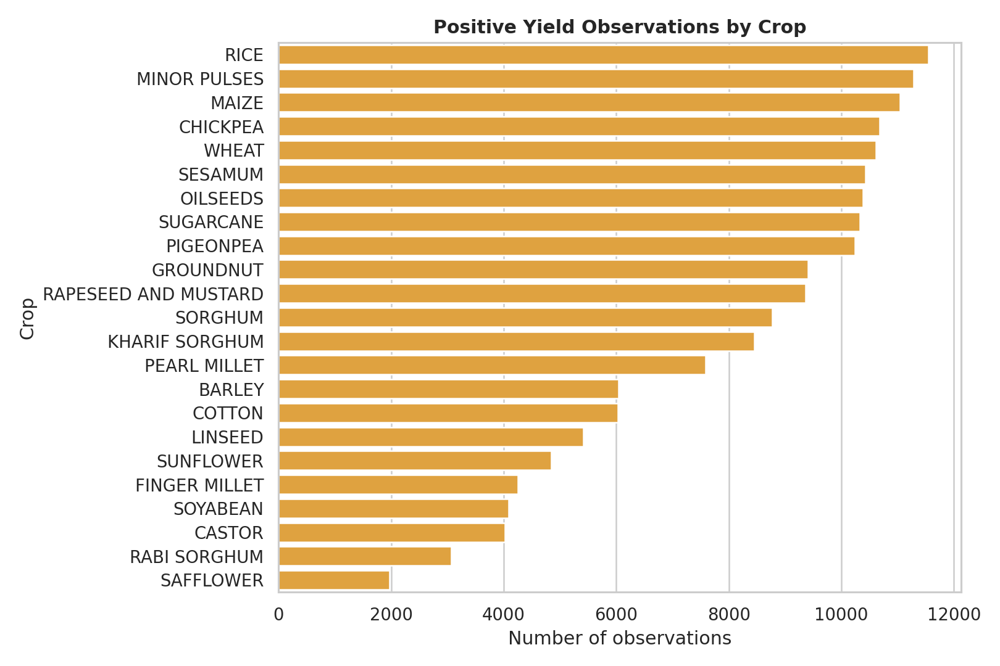 Positive Yield Observations by Crop
RICE
MINOR PULSES
MAIZE
CHICKPEA
WHEAT
SESAMUM
OILSEEDS
SUGARCANE
PIGEONPEA
GROUNDNUT
RAPESEED AND MUSTARD
SORGHUM
KHARIF SORGHUM
PEARL MILLET
BARLEY
COTTON
LINSEED
SUNFLOWER
FINGER MILLET
SOYABEAN
CASTOR
RABI SORGHUM
SAFFLOWER
Crop
0 2000 4000 6000 8000 10000 12000
Number of observations